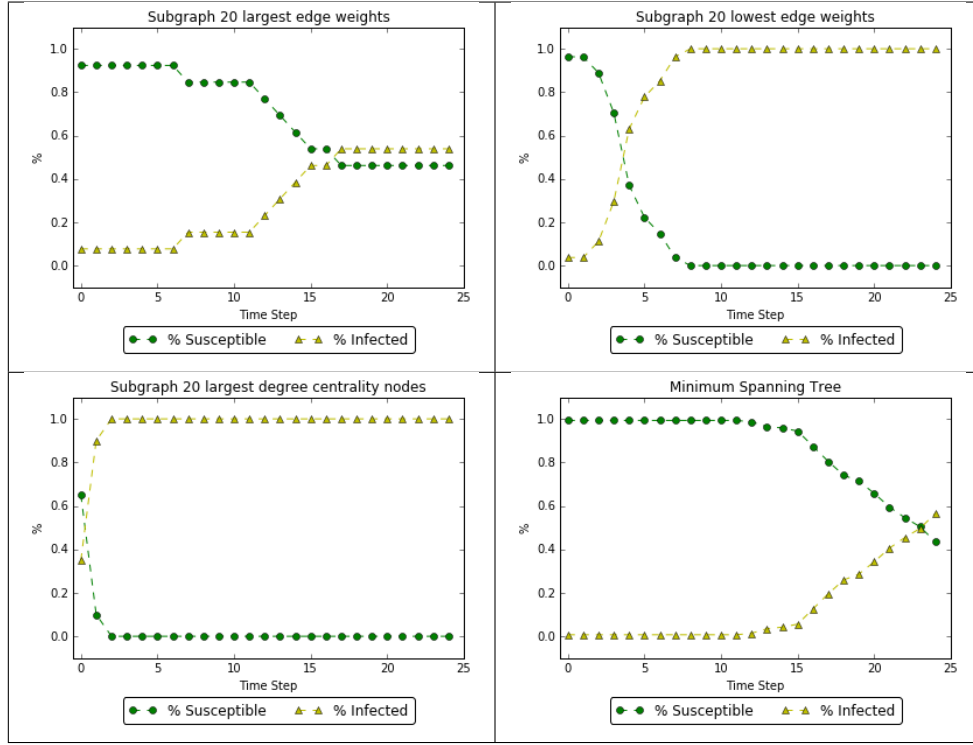 Subgraph 20 largest edge weights
1.0
0.8
0.6
0.4
0.2
0.0
%
0 5 10 15 20 25
Time Step
% Susceptible % Infected
Subgraph 20 lowest edge weights
1.0
0.8
0.6
0.4
0.2
0.0
%
0 5 10 15 20 25
Time Step
% Susceptible % Infected
Subgraph 20 largest degree centrality nodes
1.0
0.8
0.6
0.4
0.2
0.0
%
0 5 10 15 20 25
Time Step
% Susceptible % Infected
Minimum Spanning Tree
1.0
0.8
0.6
0.4
0.2
0.0
%
0 5 10 15 20 25
Time Step
% Susceptible % Infected